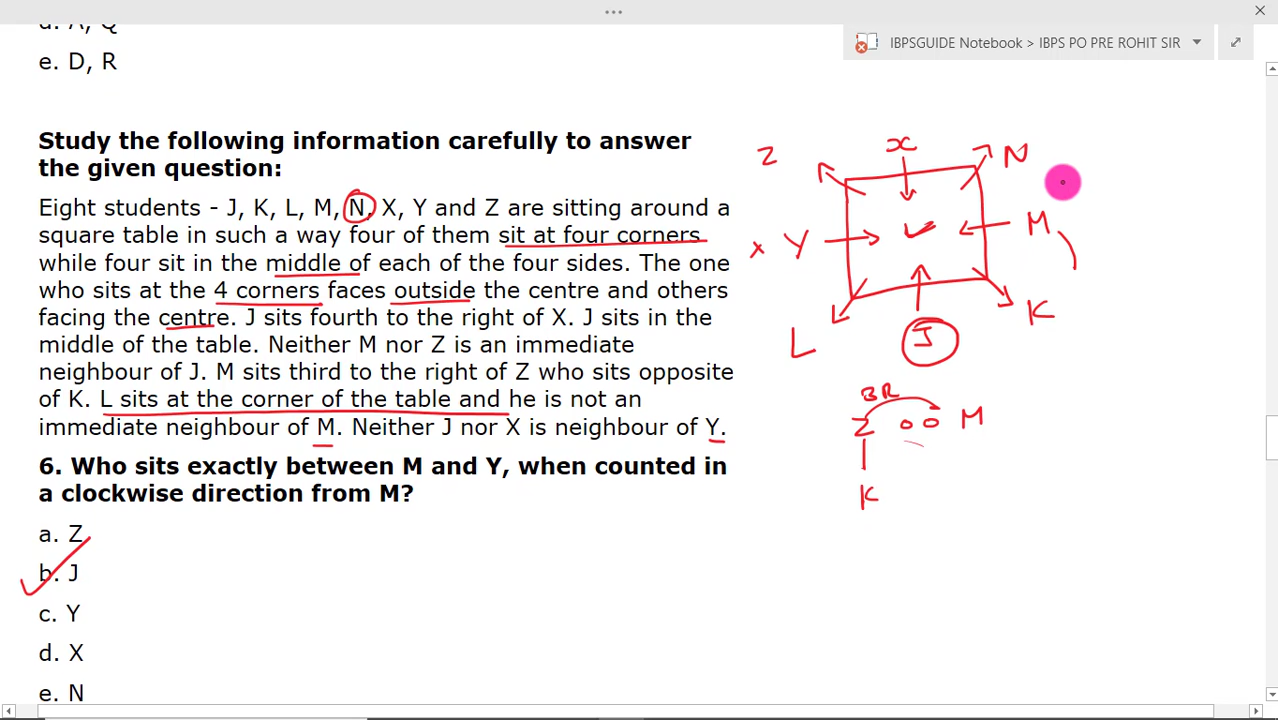 d. A, Q
e. D, R
IBPSGUIDE Notebook > IBPS PO PRE ROHIT SIR
Study the following information carefully to answer
the given question:
Eight students - J, K, L, M, N, X, Y and Z are sitting around a
square table in such a way four of them sit at four corners
while four sit in the middle of each of the four sides. The one
who sits at the 4 corners faces outside the centre and others
facing the centre. J sits fourth to the right of X. J sits in the
middle of the table. Neither M nor Z is an immediate
neighbour of J. M sits third to the right of Z who sits opposite
of K. L sits at the corner of the table and he is not an
immediate neighbour of M. Neither J nor X is neighbour of Y.
6. Who sits exactly between M and Y, when counted in
a clockwise direction from M?
a. Z
b. J
c. Y
d. X
e. N
Z x N
x Y M
L J K
3R
Z M
K